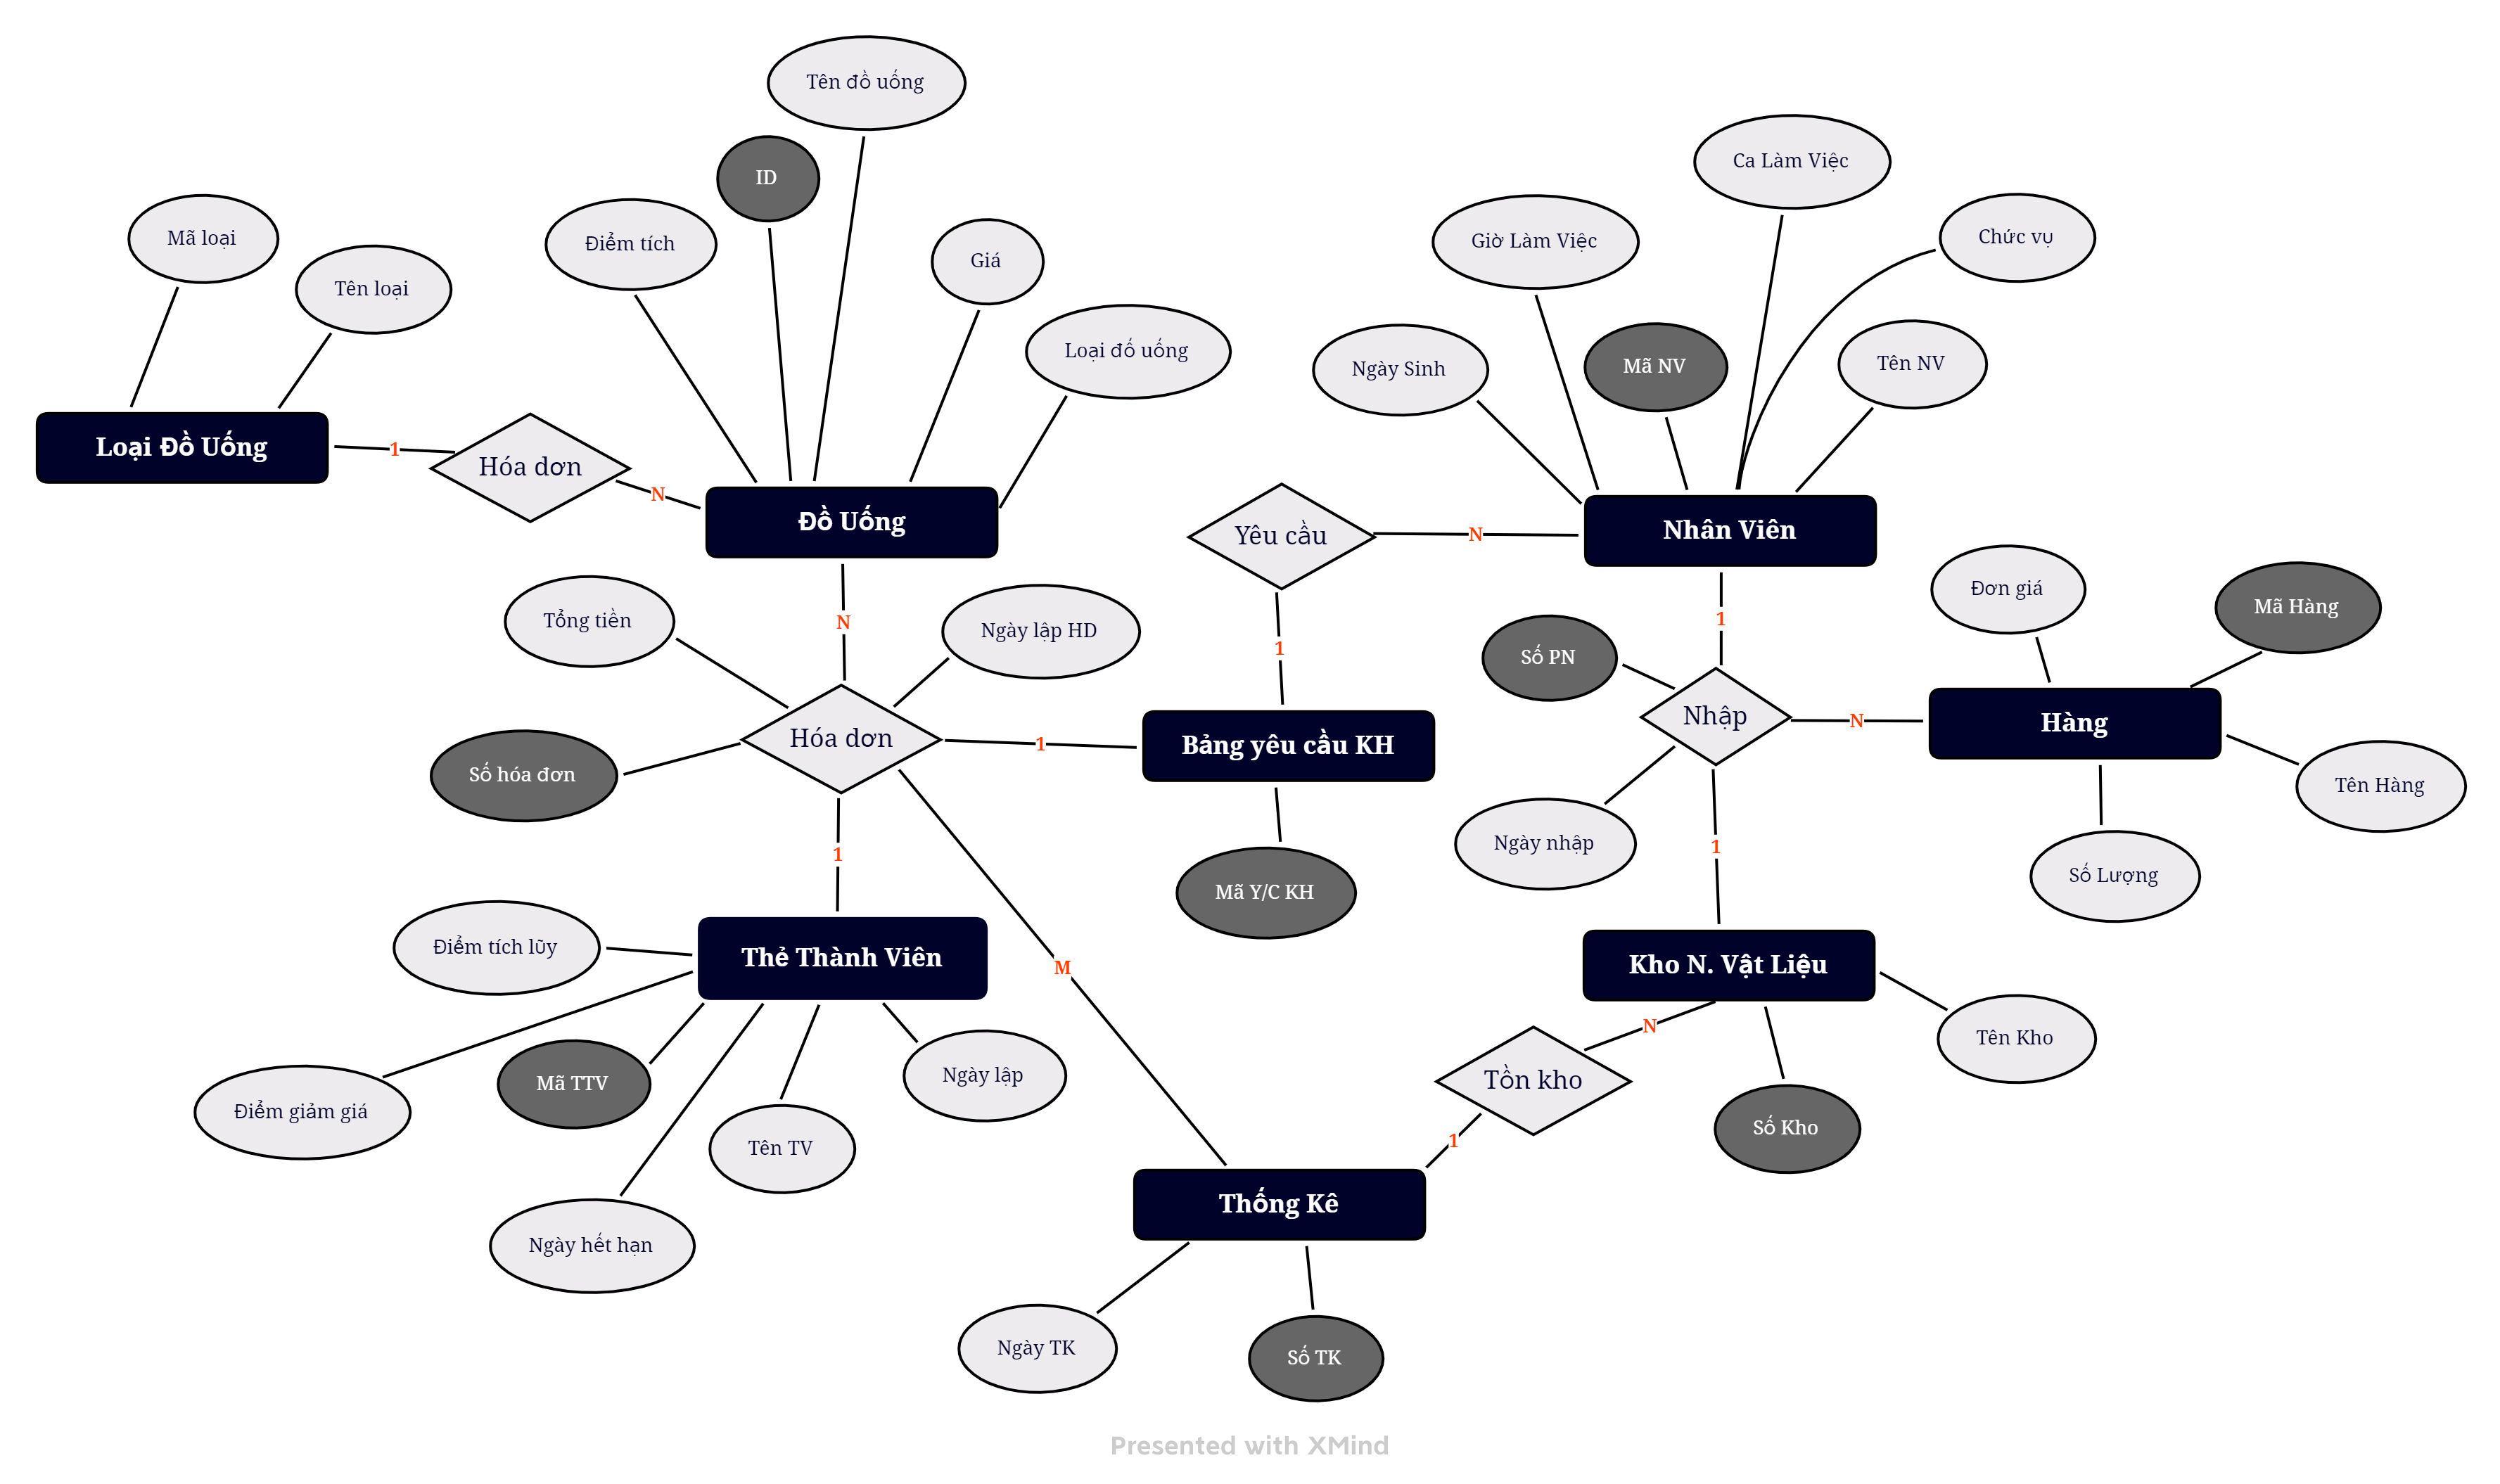 Tên đồ uống
Ca Làm Việc
ID
Mã loại
Điểm tích
Giá
Giờ Làm Việc
Chức vụ
Tên loại
Loại đố uống
Ngày Sinh
Mã NV
Tên NV
Loại Đồ Uống
1
Hóa dơn
N
Đồ Uống
Yêu cầu
N
Nhân Viên
Đơn giá
Mã Hàng
Tổng tiền
N
Ngày lập HD
1
1
Số PN
Hóa dơn
1
Bảng yêu cầu KH
Nhập
N
Hàng
Số hóa đơn
Tên Hàng
1
Ngày nhập
1
Số Lượng
Mã Y/C KH
Điểm tích lũy
Thẻ Thành Viên
M
Kho N. Vật Liệu
N
Tên Kho
Điểm giảm giá
Mã TTV
Ngày lập
Tồn kho
Tên TV
1
Số Kho
Thống Kê
Ngày hết hạn
Ngày TK
Số TK
Presented with XMind